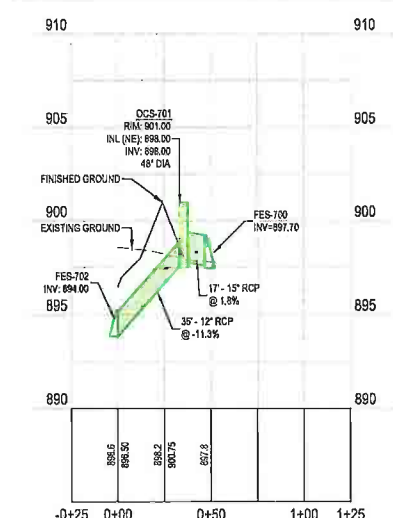 910
910
905
905
OCS-701
RIM: 901.00
INL (NE): 898.00
INV: 898.00
48" DIA
FINISHED GROUND
900
900
FES-700
INV=897.70
EXISTING GROUND
FES-702
INV: 894.00
17' - 15" RCP
@ 1.8%
895
895
35' - 12" RCP
@ -11.3%
890
890
896.50
898.2
900.75
897.8
-0+25
0+00
0+50
1+00
1+25